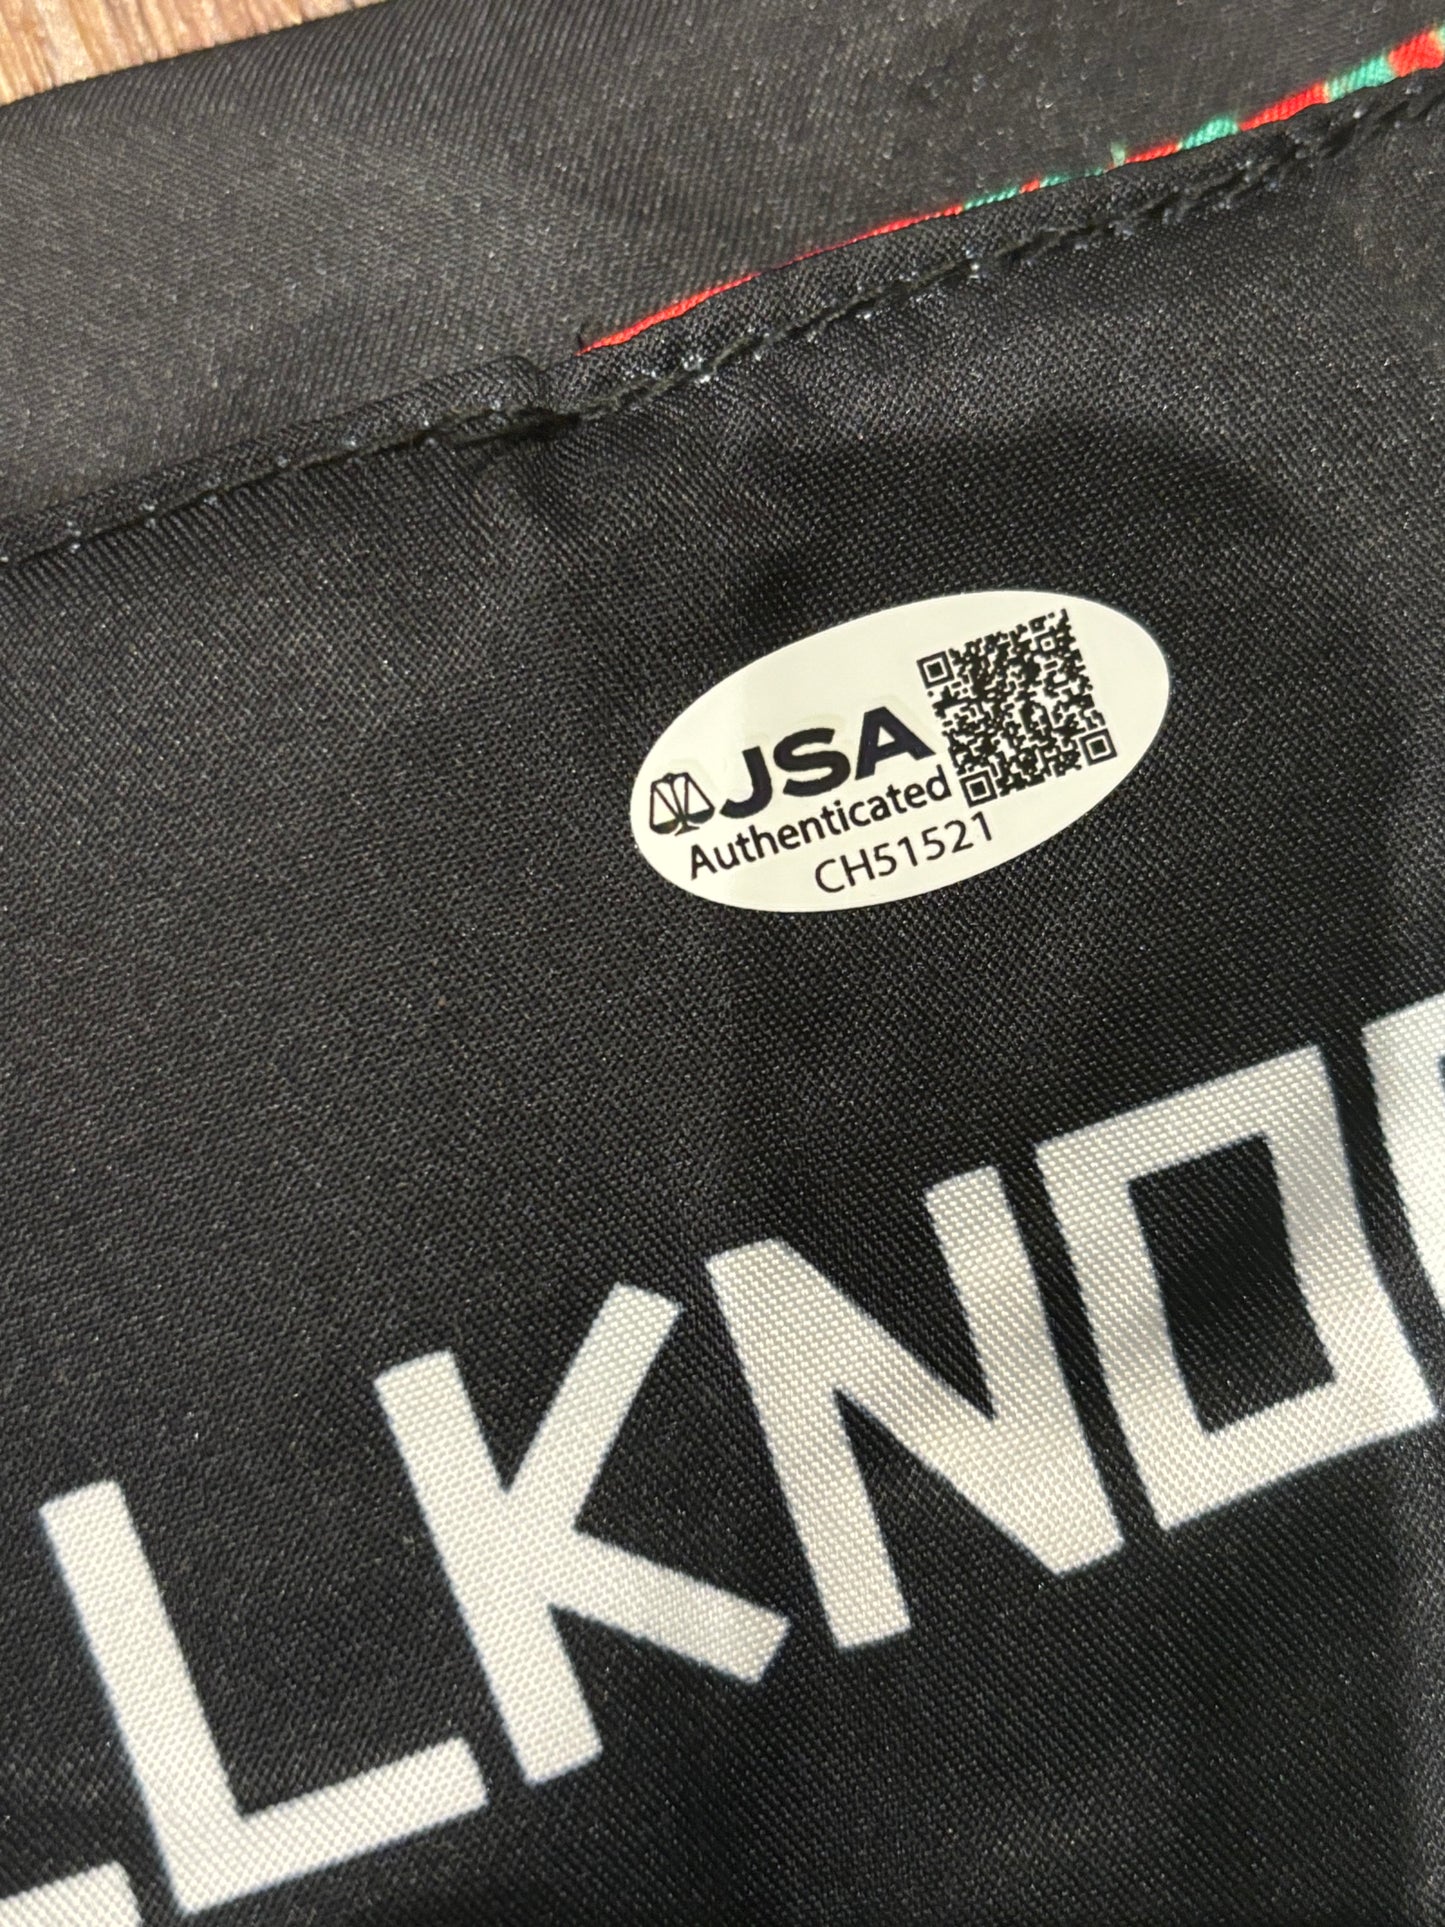 JSA
Authenticated
CH51521
LKNO